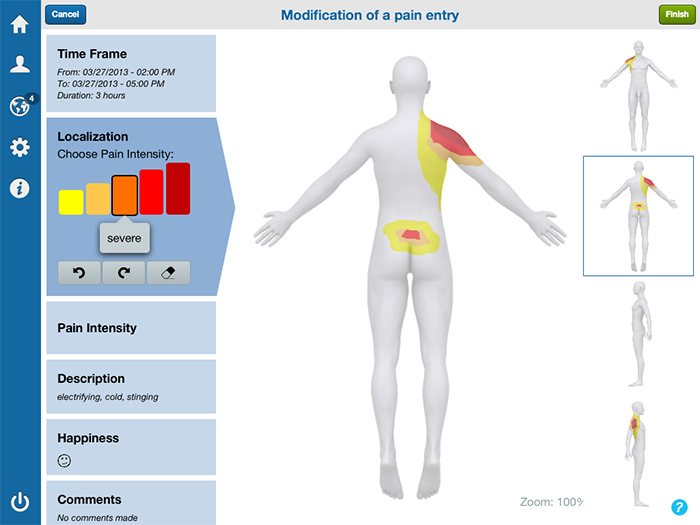 Cancel
Modification of a pain entry
Finish
4
Time Frame
From: 03/27/2013 - 02:00 PM
To: 03/27/2013 - 05:00 PM
Duration: 3 hours
Localization
Choose Pain Intensity:
severe
Pain Intensity
Description
electrifying, cold, stinging
Happiness
Comments
No comments made
Zoom: 100%
?